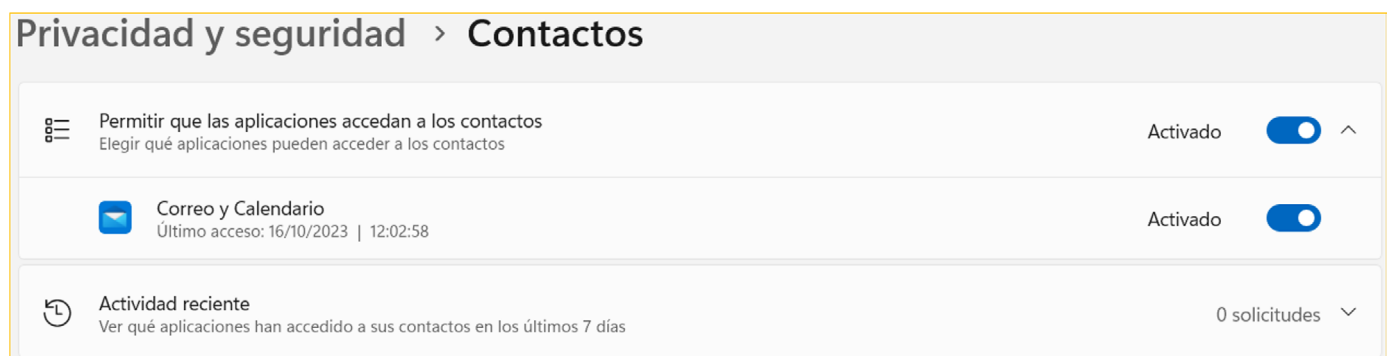 Privacidad y seguridad > Contactos
Permitir que las aplicaciones accedan a los contactos
Elegir qué aplicaciones pueden acceder a los contactos
Activado
Correo y Calendario
Último acceso: 16/10/2023 | 12:02:58
Activado
Actividad reciente
Ver qué aplicaciones han accedido a sus contactos en los últimos 7 días
0 solicitudes